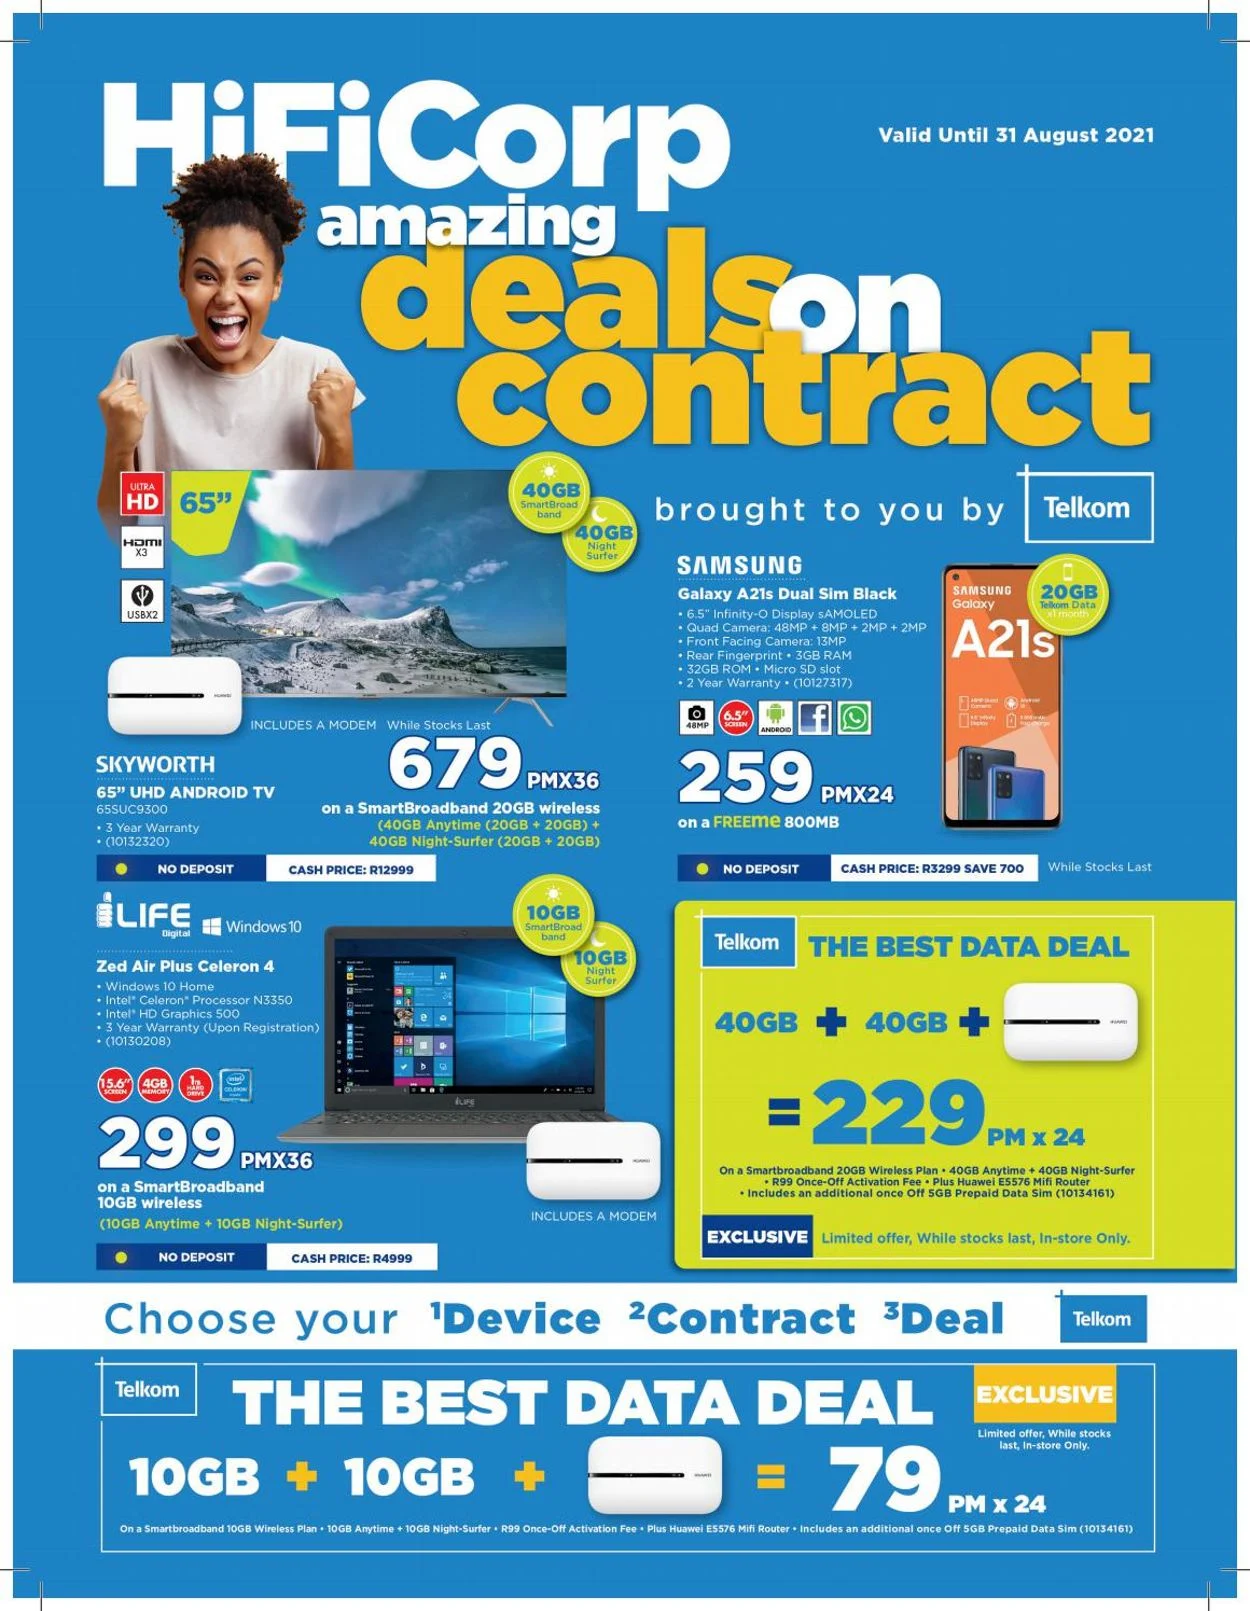 HiFiCorp
Valid Until 31 August 2021
amazing
deals on
contract
brought to you by Telkom
ULTRA HD
HDMI X3
USBX2
65”
40GB
SmartBroad
band
40GB
Night
Surfer
HUAWEI
INCLUDES A MODEM
While Stocks Last
SKYWORTH
65” UHD ANDROID TV
65SUC9300
• 3 Year Warranty
• (10132320)
679 PMX36
on a SmartBroadband 20GB wireless
(40GB Anytime (20GB + 20GB) +
40GB Night-Surfer (20GB + 20GB)
NO DEPOSIT
CASH PRICE: R12999
SAMSUNG
Galaxy A21s Dual Sim Black
• 6.5” Infinity-O Display sAMOLED
• Quad Camera: 48MP + 8MP + 2MP + 2MP
• Front Facing Camera: 13MP
• Rear Fingerprint • 3GB RAM
• 32GB ROM • Micro SD slot
• 2 Year Warranty • (10127317)
48MP
6.5” SCREEN
ANDROID
SAMSUNG
Galaxy
A21s
20GB
Telkom Data
x1 month
259 PMX24
on a FREEme 800MB
NO DEPOSIT
CASH PRICE: R3299 SAVE 700
While Stocks Last
iLIFE
Digital
Windows 10
Zed Air Plus Celeron 4
• Windows 10 Home
• Intel® Celeron® Processor N3350
• Intel® HD Graphics 500
• 3 Year Warranty (Upon Registration)
• (10130208)
15.6” SCREEN
4GB MEMORY
1TB HARD DRIVE
intel CELERON
10GB
SmartBroad
band
10GB
Night
Surfer
iLIFE
HUAWEI
INCLUDES A MODEM
299 PMX36
on a SmartBroadband
10GB wireless
(10GB Anytime + 10GB Night-Surfer)
NO DEPOSIT
CASH PRICE: R4999
Telkom
THE BEST DATA DEAL
40GB + 40GB +
HUAWEI
= 229 PM x 24
On a Smartbroadband 20GB Wireless Plan • 40GB Anytime + 40GB Night-Surfer
• R99 Once-Off Activation Fee • Plus Huawei E5576 Mifi Router
• Includes an additional once Off 5GB Prepaid Data Sim (10134161)
EXCLUSIVE
Limited offer, While stocks last, In-store Only.
Choose your 1Device 2Contract 3Deal
Telkom
Telkom
THE BEST DATA DEAL
EXCLUSIVE
Limited offer, While stocks
last, In-store Only.
10GB + 10GB +
HUAWEI
= 79 PM x 24
On a Smartbroadband 10GB Wireless Plan • 10GB Anytime + 10GB Night-Surfer • R99 Once-Off Activation Fee • Plus Huawei E5576 Mifi Router • Includes an additional once Off 5GB Prepaid Data Sim (10134161)